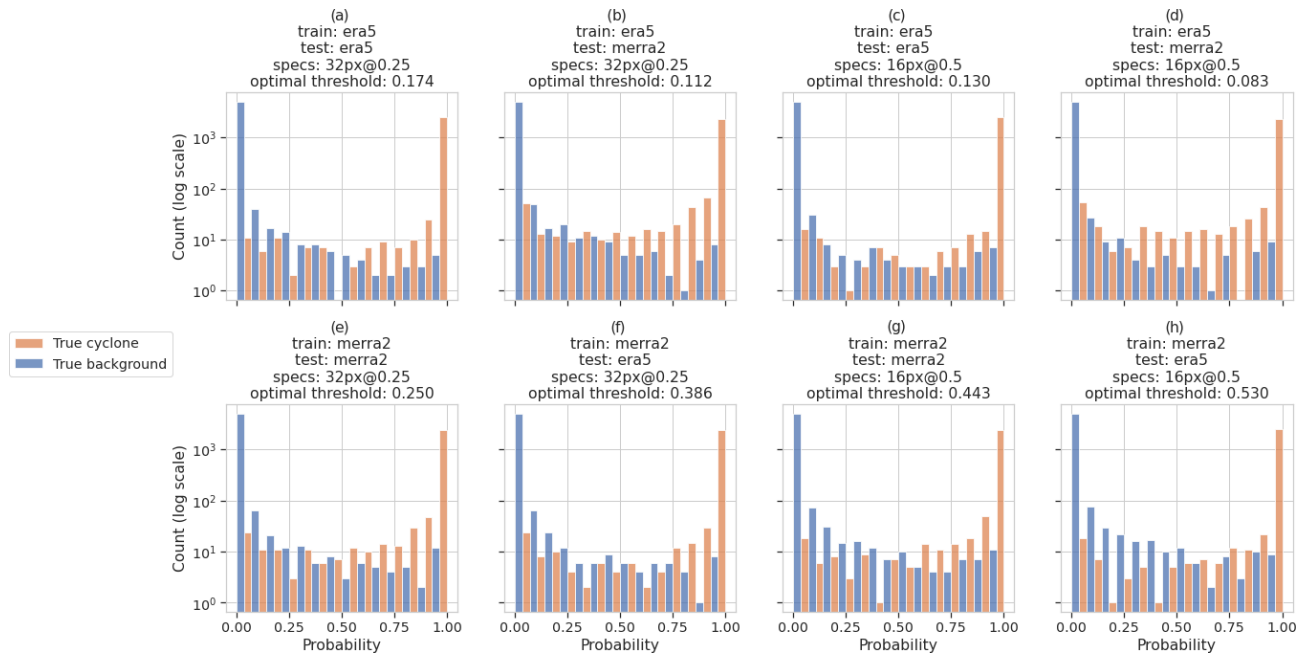 (a)
train: era5
test: era5
specs: 32px@0.25
optimal threshold: 0.174
(b)
train: era5
test: merra2
specs: 32px@0.25
optimal threshold: 0.112
(c)
train: era5
test: era5
specs: 16px@0.5
optimal threshold: 0.130
(d)
train: era5
test: merra2
specs: 16px@0.5
optimal threshold: 0.083
Count (log scale)
10³
10²
10¹
10⁰
True cyclone
True background
(e)
train: merra2
test: merra2
specs: 32px@0.25
optimal threshold: 0.250
(f)
train: merra2
test: era5
specs: 32px@0.25
optimal threshold: 0.386
(g)
train: merra2
test: merra2
specs: 16px@0.5
optimal threshold: 0.443
(h)
train: merra2
test: era5
specs: 16px@0.5
optimal threshold: 0.530
Count (log scale)
10³
10²
10¹
10⁰
0.00 0.25 0.50 0.75 1.00
0.00 0.25 0.50 0.75 1.00
0.00 0.25 0.50 0.75 1.00
0.00 0.25 0.50 0.75 1.00
Probability
Probability
Probability
Probability